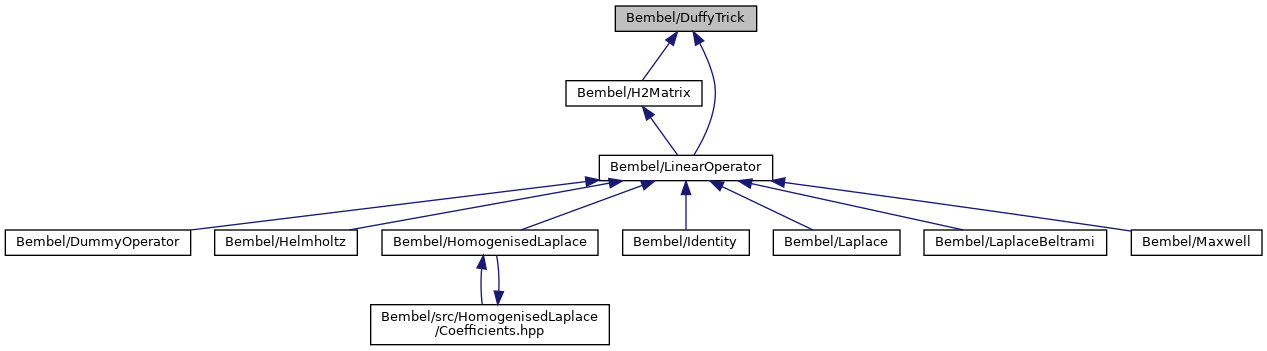 Bembel/DuffyTrick
Bembel/H2Matrix
Bembel/LinearOperator
Bembel/DummyOperator
Bembel/Helmholtz
Bembel/HomogenisedLaplace
Bembel/Identity
Bembel/Laplace
Bembel/LaplaceBeltrami
Bembel/Maxwell
Bembel/src/HomogenisedLaplace
/Coefficients.hpp